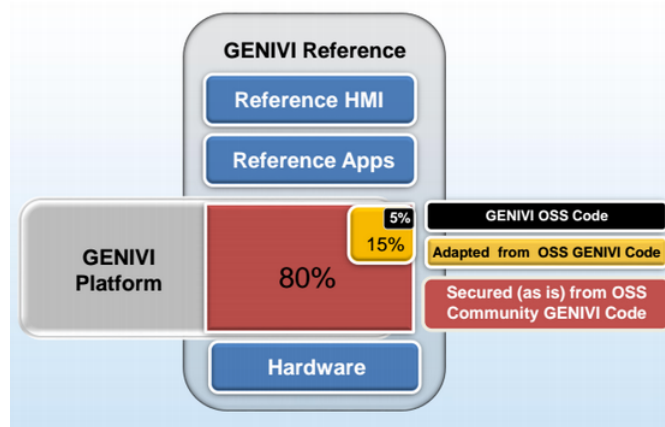 GENIVI Reference
Reference HMI
Reference Apps
GENIVI
Platform
80%
5%
15%
GENIVI OSS Code
Adapted from OSS GENIVI Code
Secured (as is) from OSS
Community GENIVI Code
Hardware